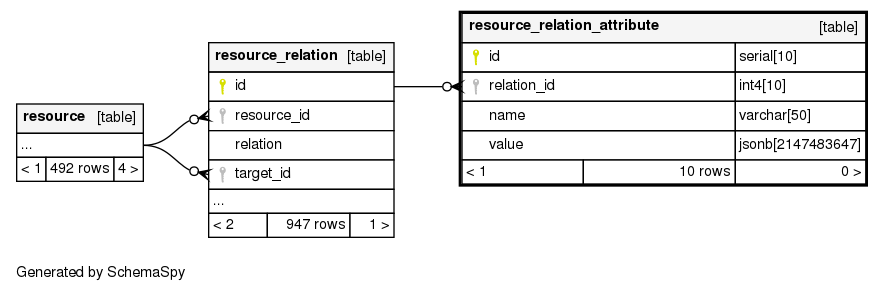 resource_relation_attribute [table]
id serial[10]
relation_id int4[10]
name varchar[50]
value jsonb[2147483647]
< 1 10 rows 0 >
resource_relation [table]
id
resource_id
relation
target_id
...
< 2 947 rows 1 >
resource [table]
...
< 1 492 rows 4 >
Generated by SchemaSpy